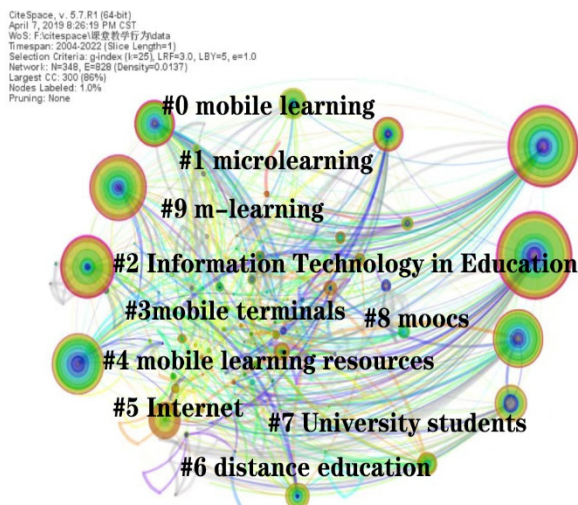 CiteSpace, v. 5.7.R1 (64-bit)
April 7, 2019 8:26:19 PM CST
WoS: F:\citespace\课堂教学行为\data
Timespan: 2004-2022 (Slice Length=1)
Selection Criteria: g-index (k=25), LRF=3.0, LBY=5, e=1.0
Network: N=348, E=828 (Density=0.0137)
Largest CC: 300 (86%)
Nodes Labeled: 1.0%
Pruning: None
#0 mobile learning
#1 microlearning
#9 m-learning
#2 Information Technology in Education
#3mobile terminals
#8 moocs
#4 mobile learning resources
#5 Internet
#7 University students
#6 distance education